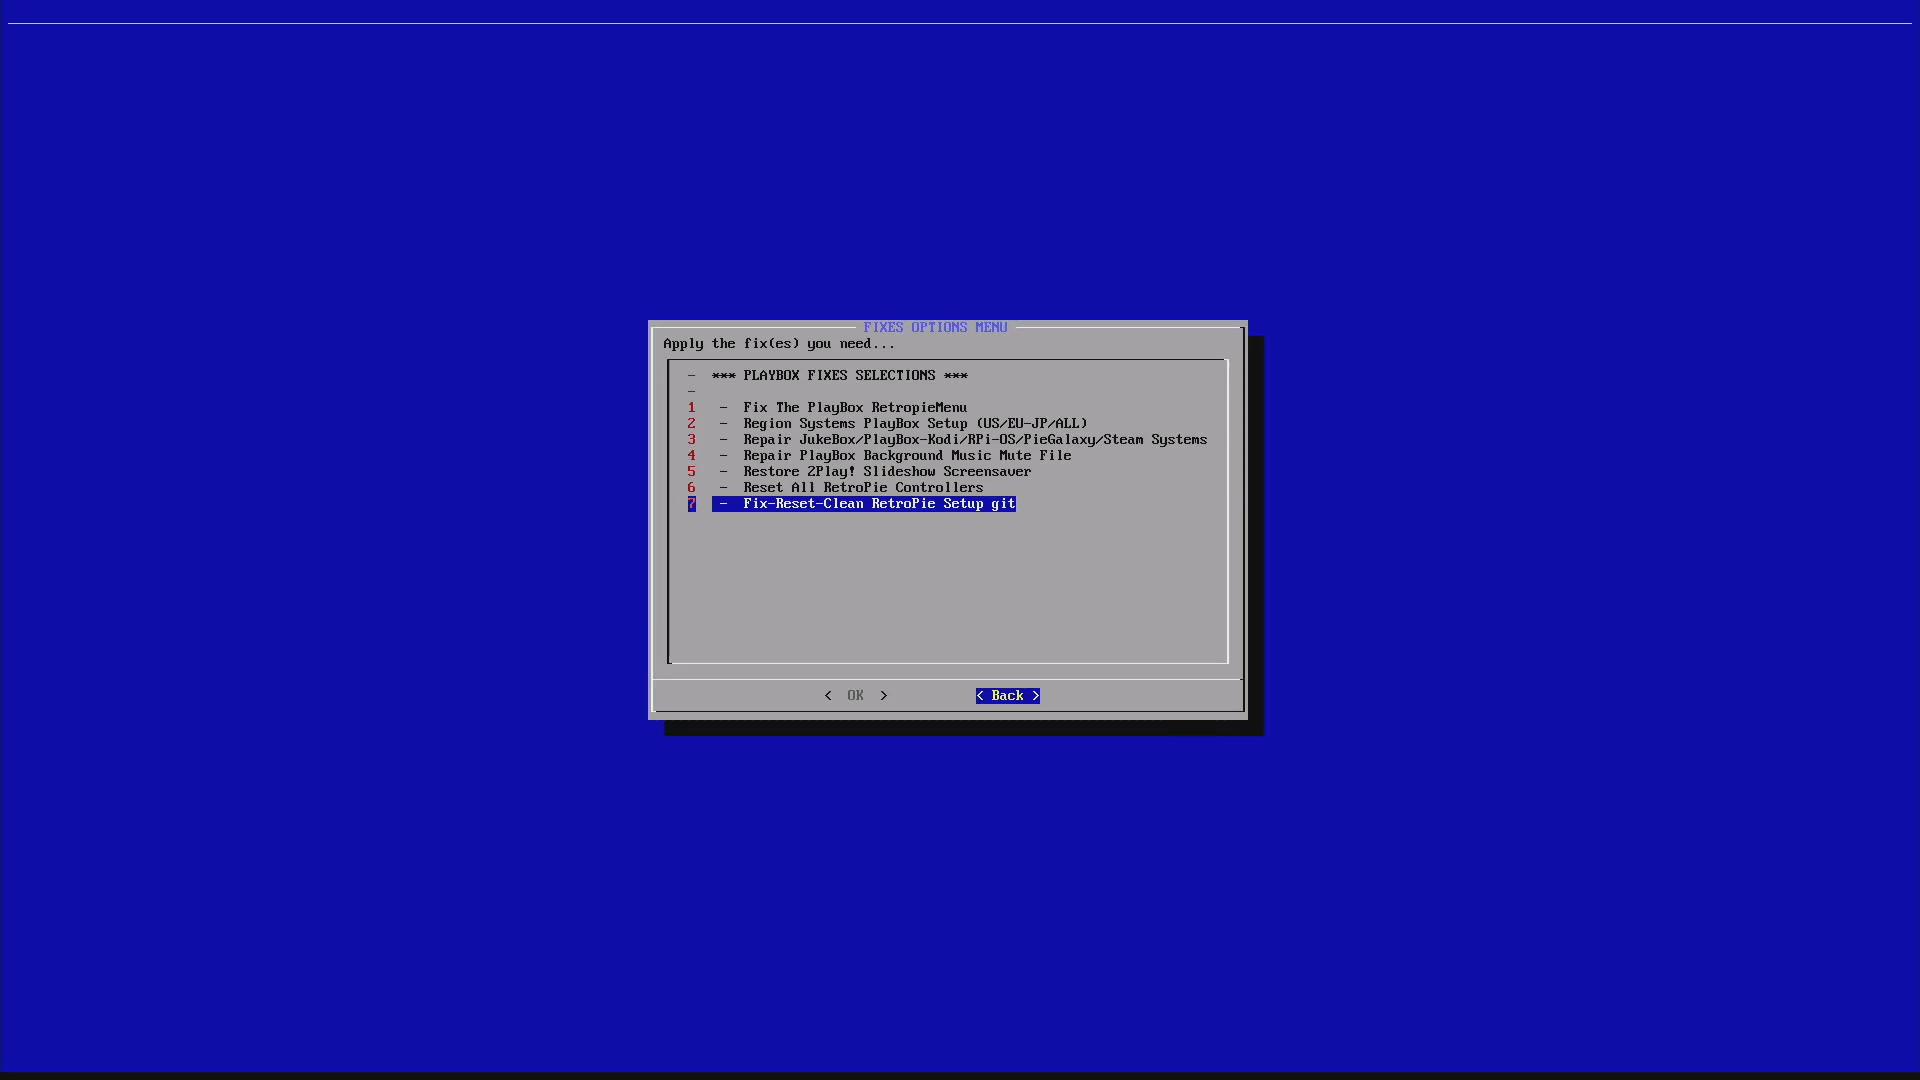 FIXES OPTIONS MENU
Apply the fix(es) you need...
- *** PLAYBOX FIXES SELECTIONS ***
-
1 - Fix The PlayBox RetropieMenu
2 - Region Systems PlayBox Setup (US/EU-JP/ALL)
3 - Repair JukeBox/PlayBox-Kodi/RPi-OS/PieGalaxy/Steam Systems
4 - Repair PlayBox Background Music Mute File
5 - Restore 2Play! Slideshow Screensaver
6 - Reset All RetroPie Controllers
7 - Fix-Reset-Clean RetroPie Setup git
< OK > < Back >